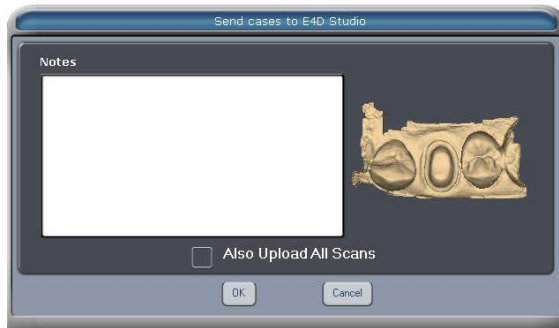 Send cases to E4D Studio
Notes
Also Upload All Scans
OK
Cancel